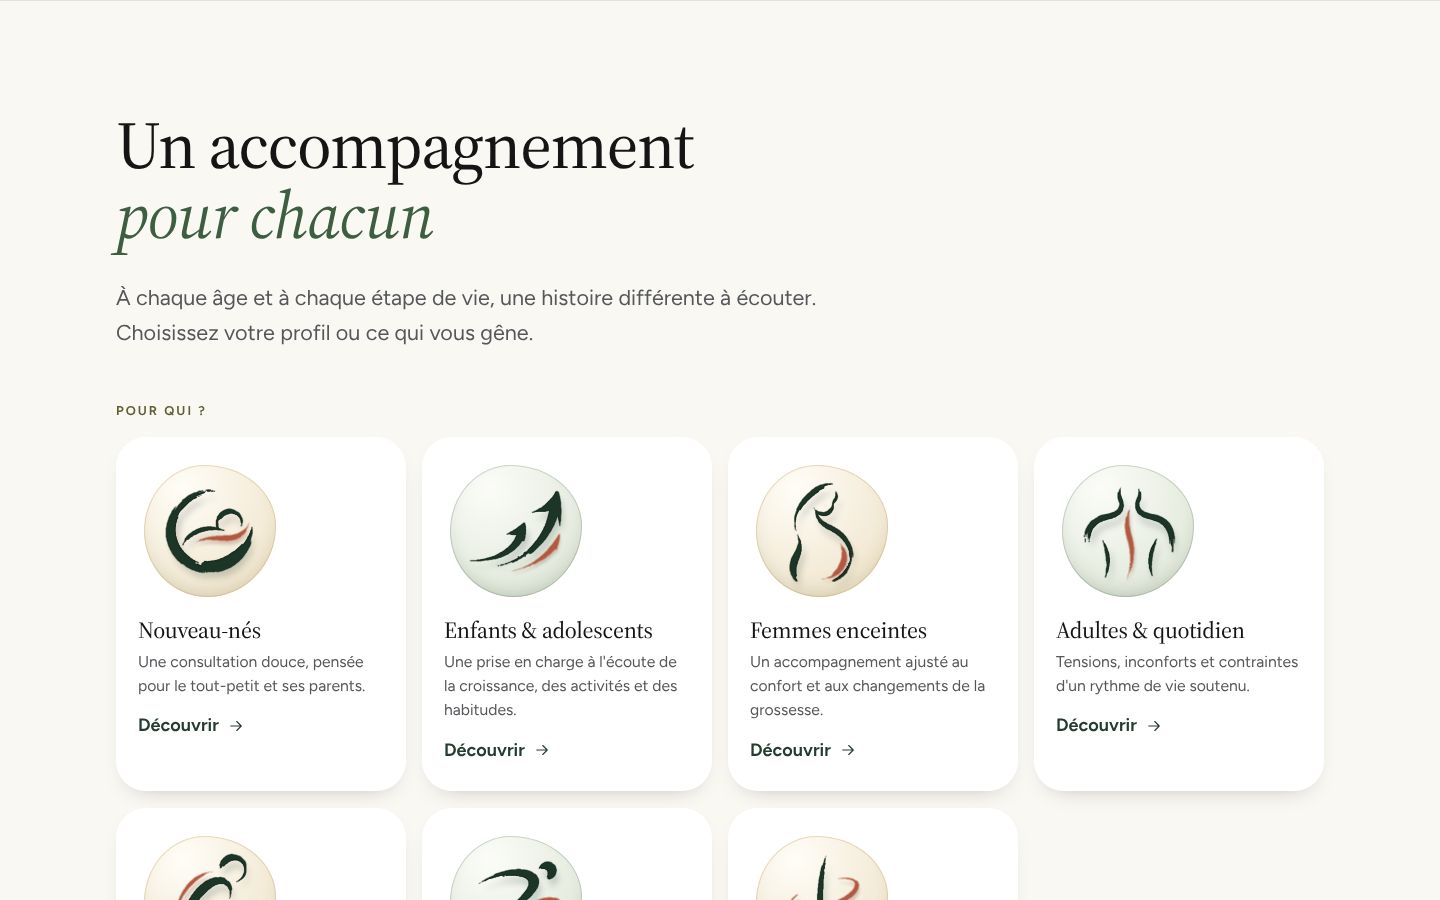 Un accompagnement
pour chacun
À chaque âge et à chaque étape de vie, une histoire différente à écouter.
Choisissez votre profil ou ce qui vous gêne.
POUR QUI ?
Nouveau-nés
Une consultation douce, pensée
pour le tout-petit et ses parents.
Découvrir →
Enfants & adolescents
Une prise en charge à l'écoute de
la croissance, des activités et des
habitudes.
Découvrir →
Femmes enceintes
Un accompagnement ajusté au
confort et aux changements de la
grossesse.
Découvrir →
Adultes & quotidien
Tensions, inconforts et contraintes
d'un rythme de vie soutenu.
Découvrir →